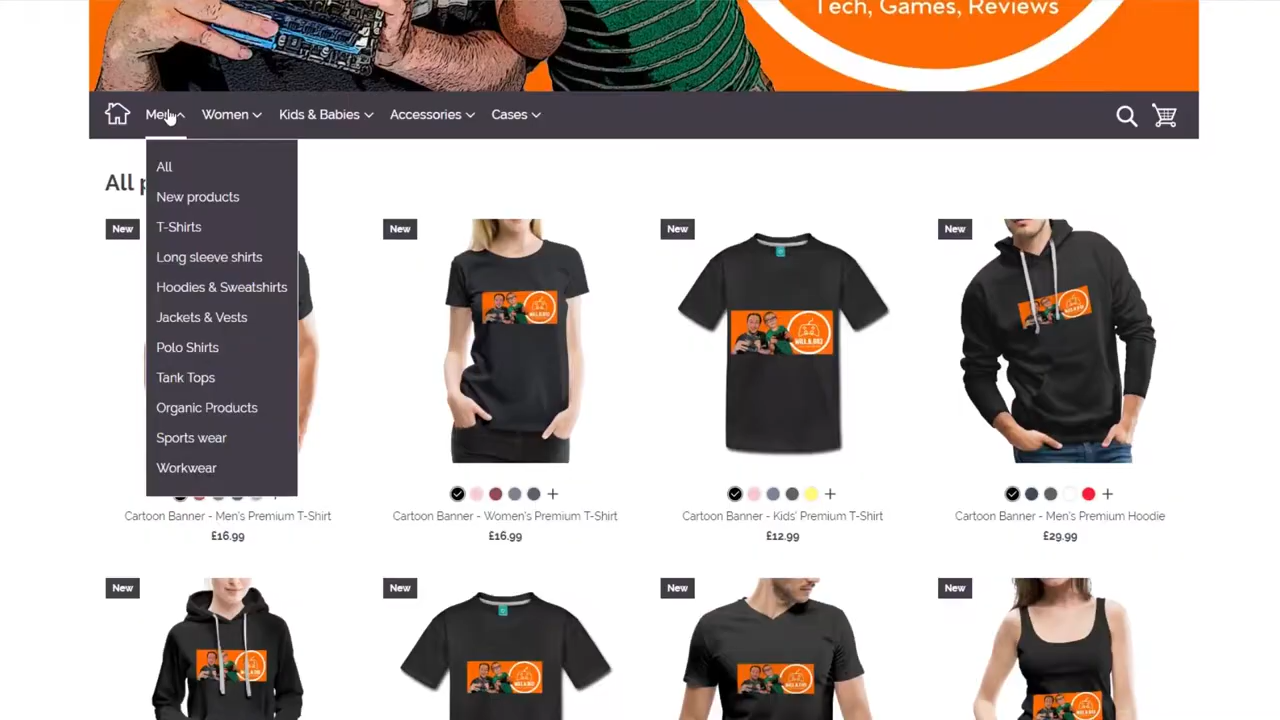 Tech, Games, Reviews
Men Women Kids & Babies Accessories Cases
All
New products
T-Shirts
Long sleeve shirts
Hoodies & Sweatshirts
Jackets & Vests
Polo Shirts
Tank Tops
Organic Products
Sports wear
Workwear
All
New New New New
WILL & BAZ
Cartoon Banner - Men's Premium T-Shirt
£16.99
Cartoon Banner - Women's Premium T-Shirt
£16.99
Cartoon Banner - Kids' Premium T-Shirt
£12.99
Cartoon Banner - Men's Premium Hoodie
£29.99
New New New New